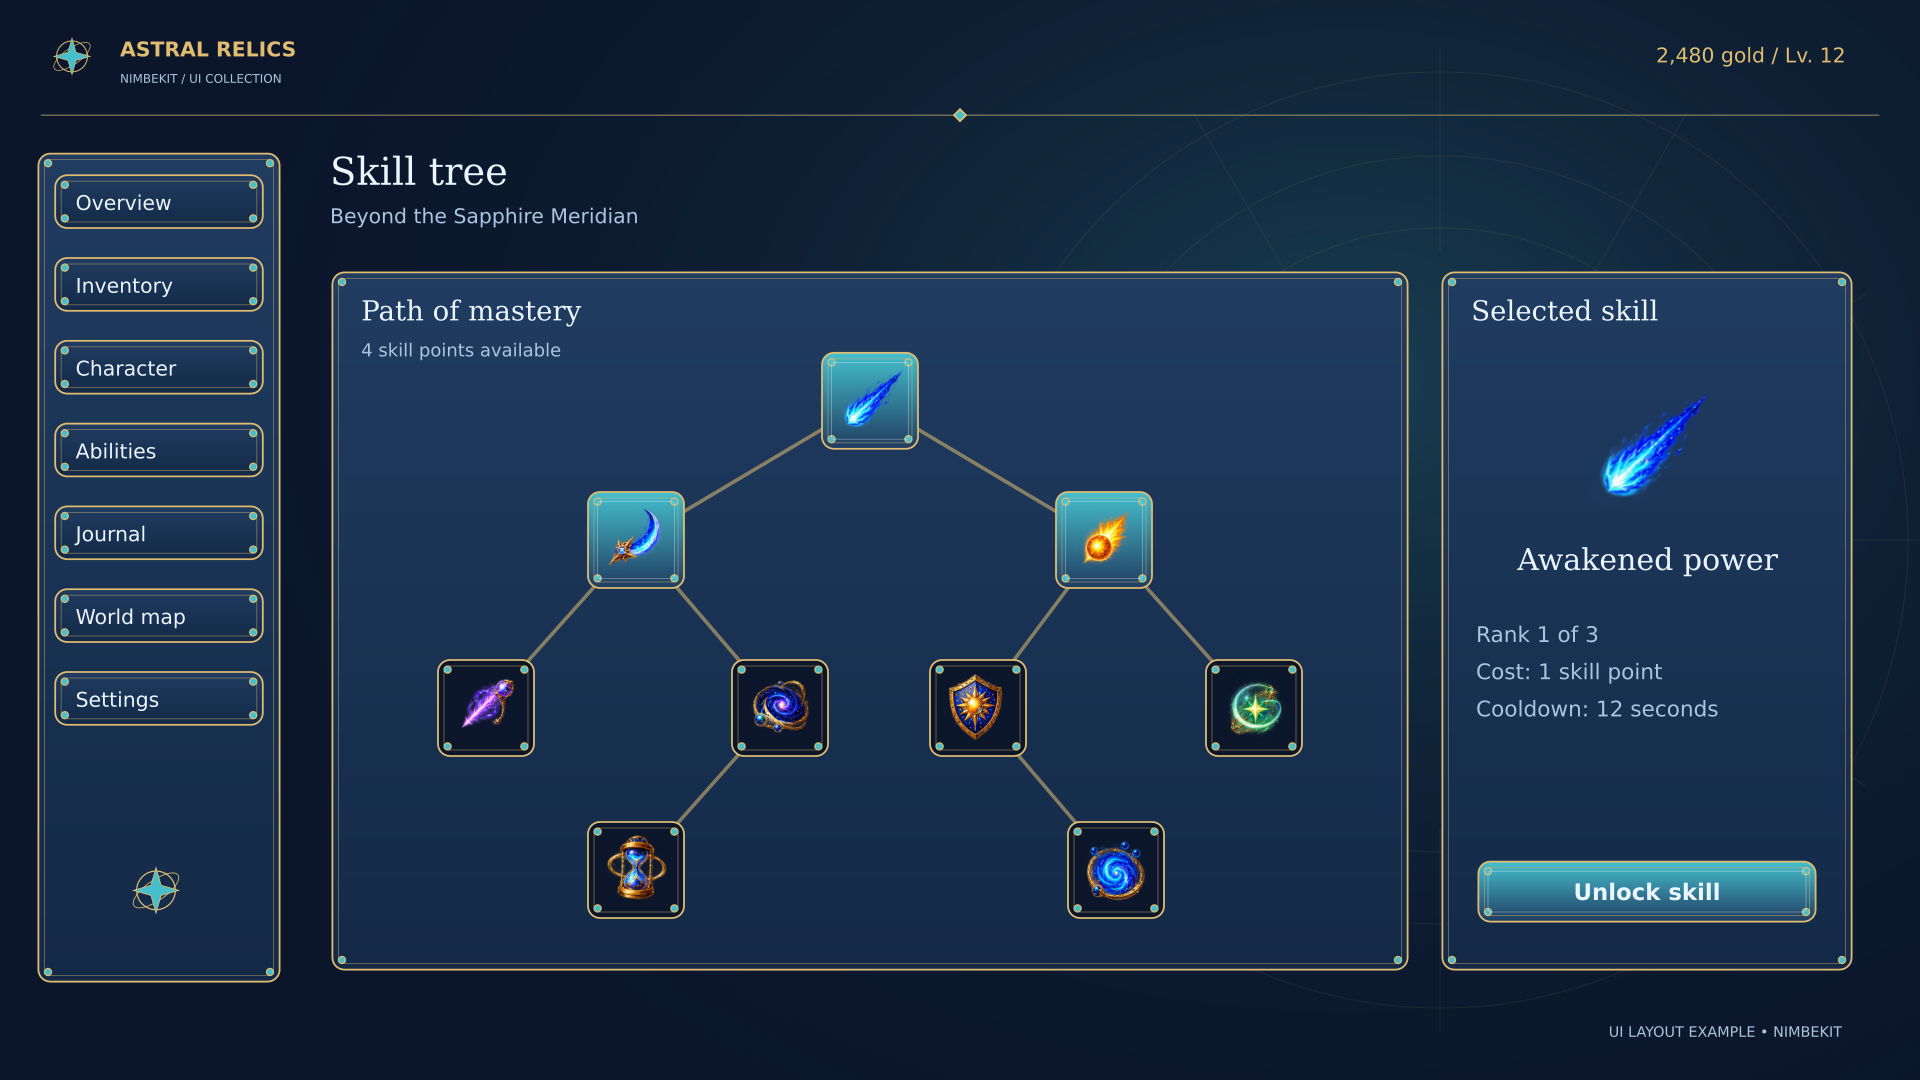 ASTRAL RELICS
NIMBEKIT / UI COLLECTION
2,480 gold / Lv. 12
Overview
Inventory
Character
Abilities
Journal
World map
Settings
Skill tree
Beyond the Sapphire Meridian
Path of mastery
4 skill points available
Selected skill
Awakened power
Rank 1 of 3
Cost: 1 skill point
Cooldown: 12 seconds
Unlock skill
UI LAYOUT EXAMPLE • NIMBEKIT